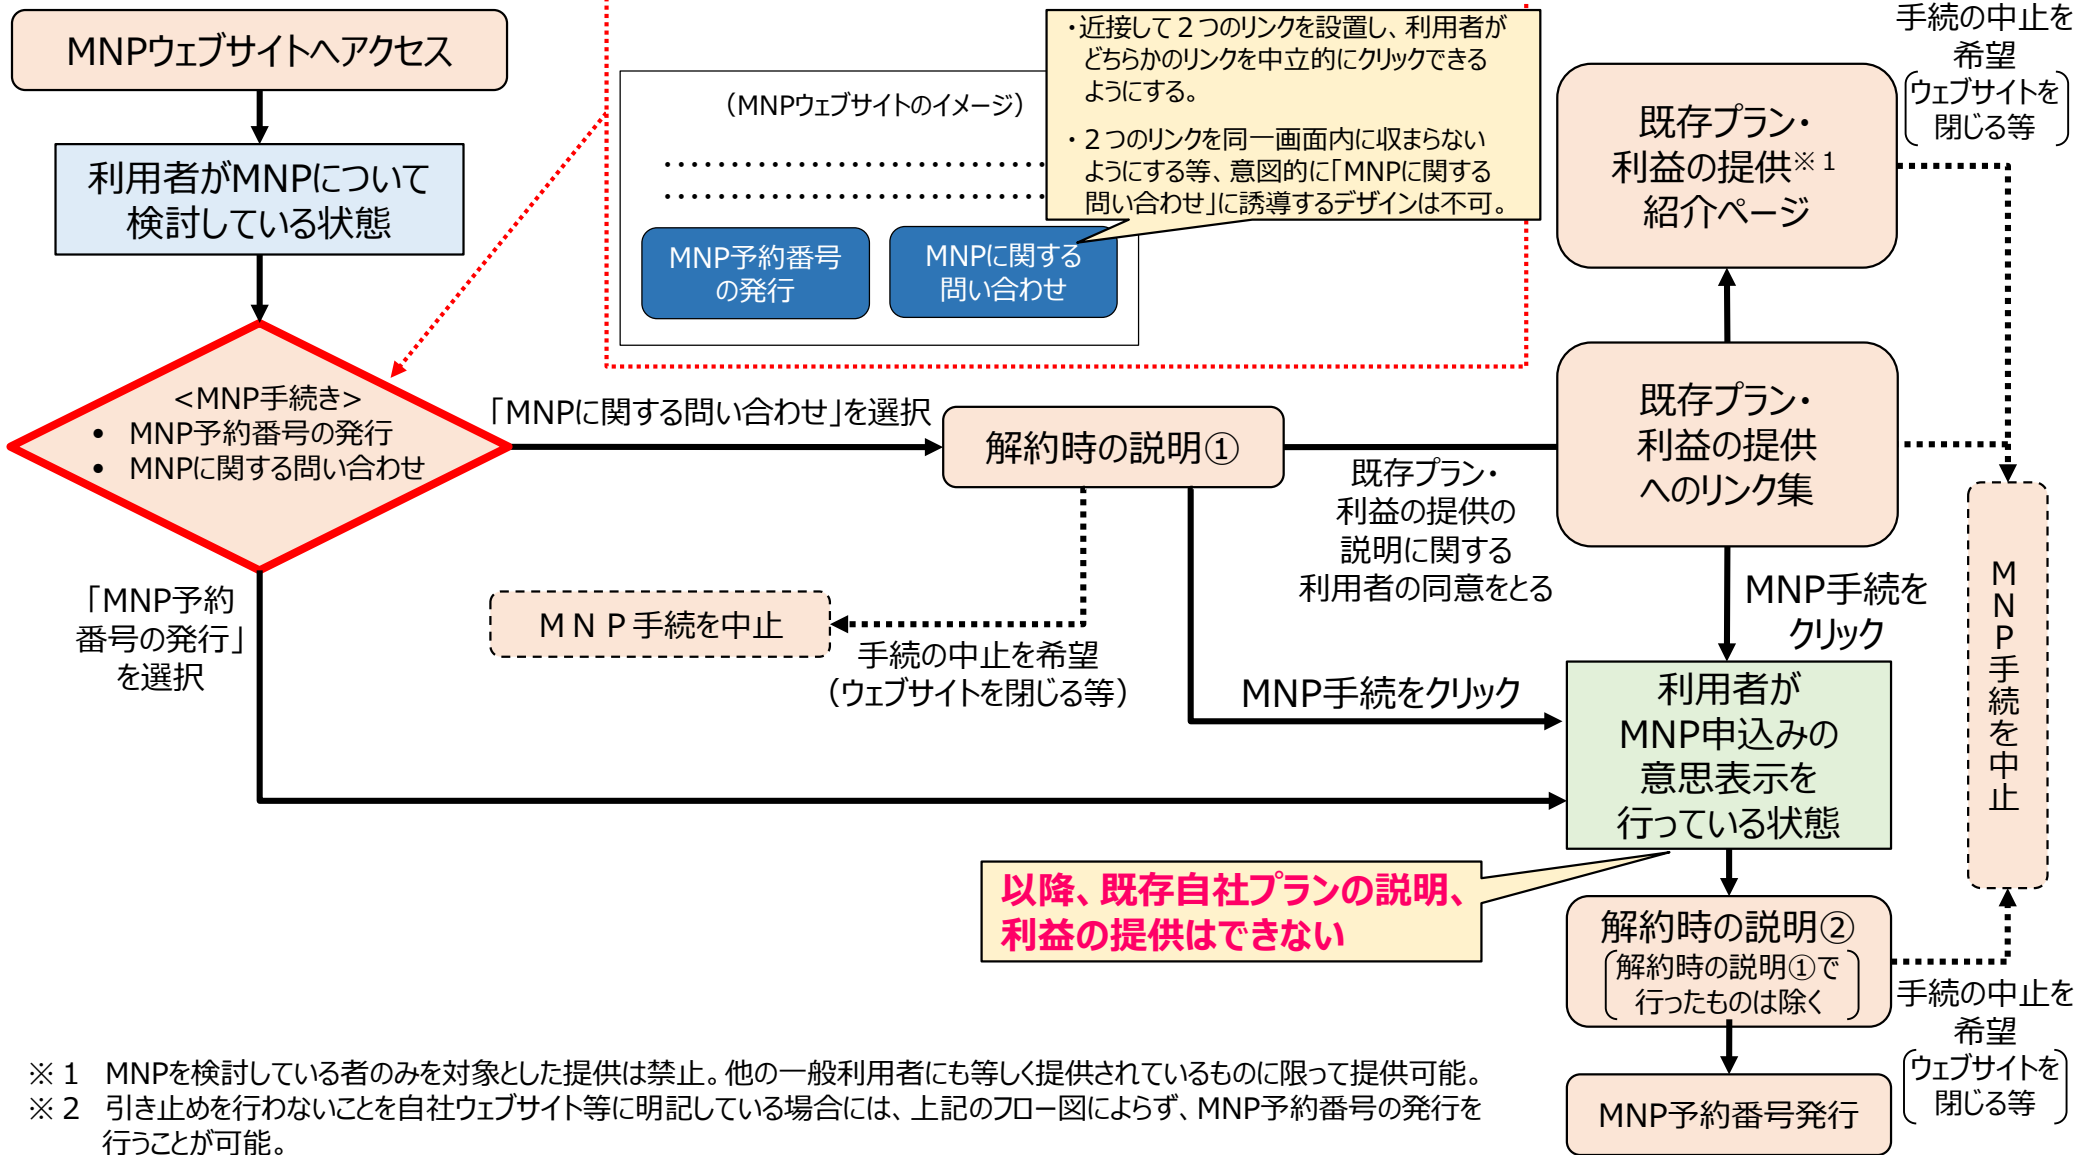 MNPウェブサイトへアクセス
利用者がMNPについて
検討している状態
<MNP手続き>
• MNP予約番号の発行
• MNPに関する問い合わせ
「MNP予約
番号の発行」
を選択
(MNPウェブサイトのイメージ)
MNP予約番号
の発行
MNPに関する
問い合わせ
・近接して２つのリンクを設置し、利用者が
どちらかのリンクを中立的にクリックできる
ようにする。
・２つのリンクを同一画面内に収まらない
ようにする等、意図的に「MNPに関する
問い合わせ」に誘導するデザインは不可。
「MNPに関する問い合わせ」を選択
解約時の説明①
既存プラン・
利益の提供の
説明に関する
利用者の同意をとる
ＭＮＰ手続を中止
手続の中止を希望
（ウェブサイトを閉じる等）
MNP手続をクリック
既存プラン・
利益の提供※１
紹介ページ
手続の中止を
希望
ウェブサイトを
閉じる等
既存プラン・
利益の提供
へのリンク集
MNP手続を
クリック
ＭＮＰ手続を中止
利用者が
MNP申込みの
意思表示を
行っている状態
以降、既存自社プランの説明、
利益の提供はできない
解約時の説明②
解約時の説明①で
行ったものは除く
手続の中止を
希望
ウェブサイトを
閉じる等
MNP予約番号発行
※１　MNPを検討している者のみを対象とした提供は禁止。他の一般利用者にも等しく提供されているものに限って提供可能。
※２　引き止めを行わないことを自社ウェブサイト等に明記している場合には、上記のフロー図によらず、MNP予約番号の発行を
行うことが可能。